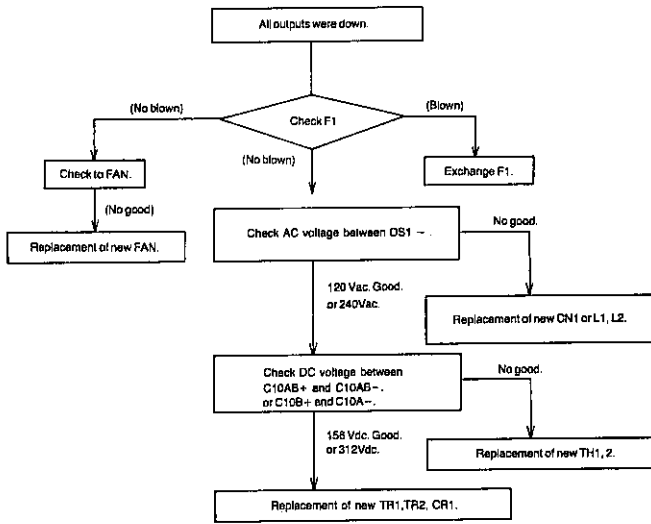 All outputs were down.
(No blown)
(Blown)
Check F1
(No blown)
Check to FAN.
Exchange F1.
(No good)
Replacement of new FAN.
Check AC voltage between DS1 ~ .
No good.
120 Vac. Good.
or 240Vac.
Replacement of new CN1 or L1, L2.
Check DC voltage between
C10AB+ and C10AB-.
or C10B+ and C10A-.
No good.
156 Vdc. Good.
or 312Vdc.
Replacement of new TH1, 2.
Replacement of new TR1,TR2, CR1.